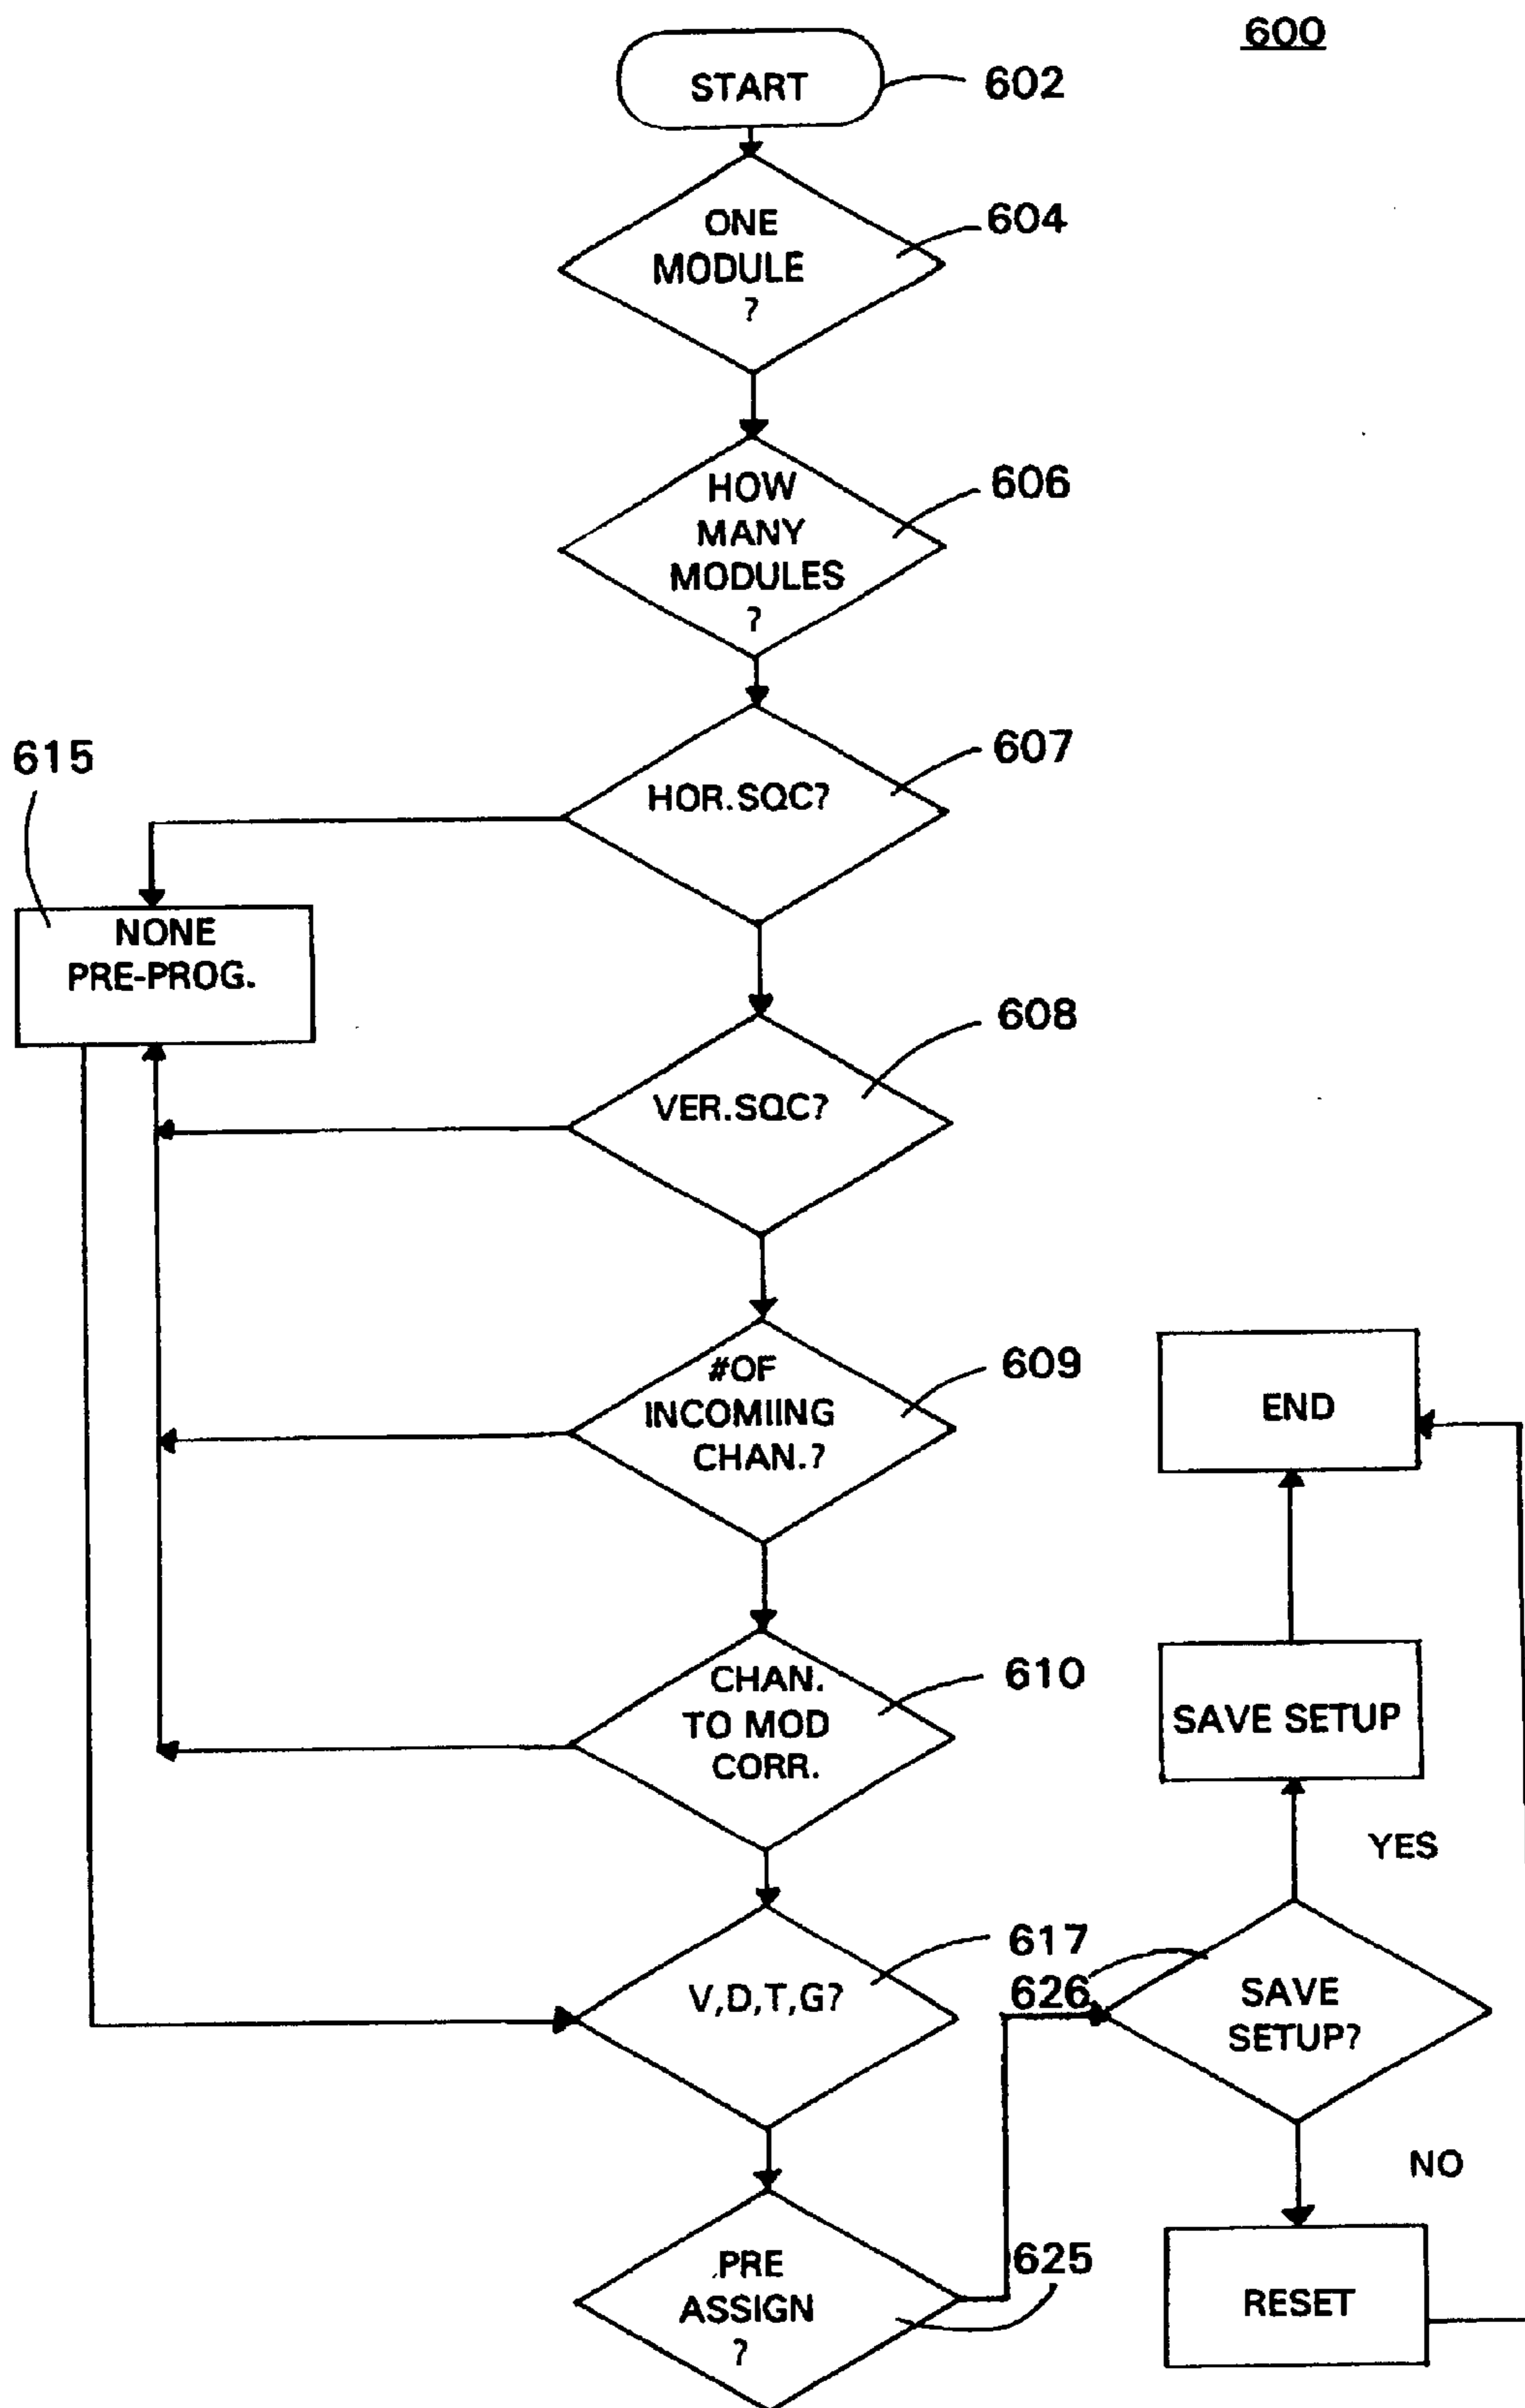 600
START
602
ONE
MODULE
?
604
HOW
MANY
MODULES
?
606
HOR.SQC?
607
615
NONE
PRE-PROG.
VER.SQC?
608
#OF
INCOMIING
CHAN.?
609
END
CHAN.
TO MOD
CORR.
610
SAVE SETUP
YES
V,D,T,G?
617
626
SAVE
SETUP?
NO
PRE
ASSIGN
?
625
RESET